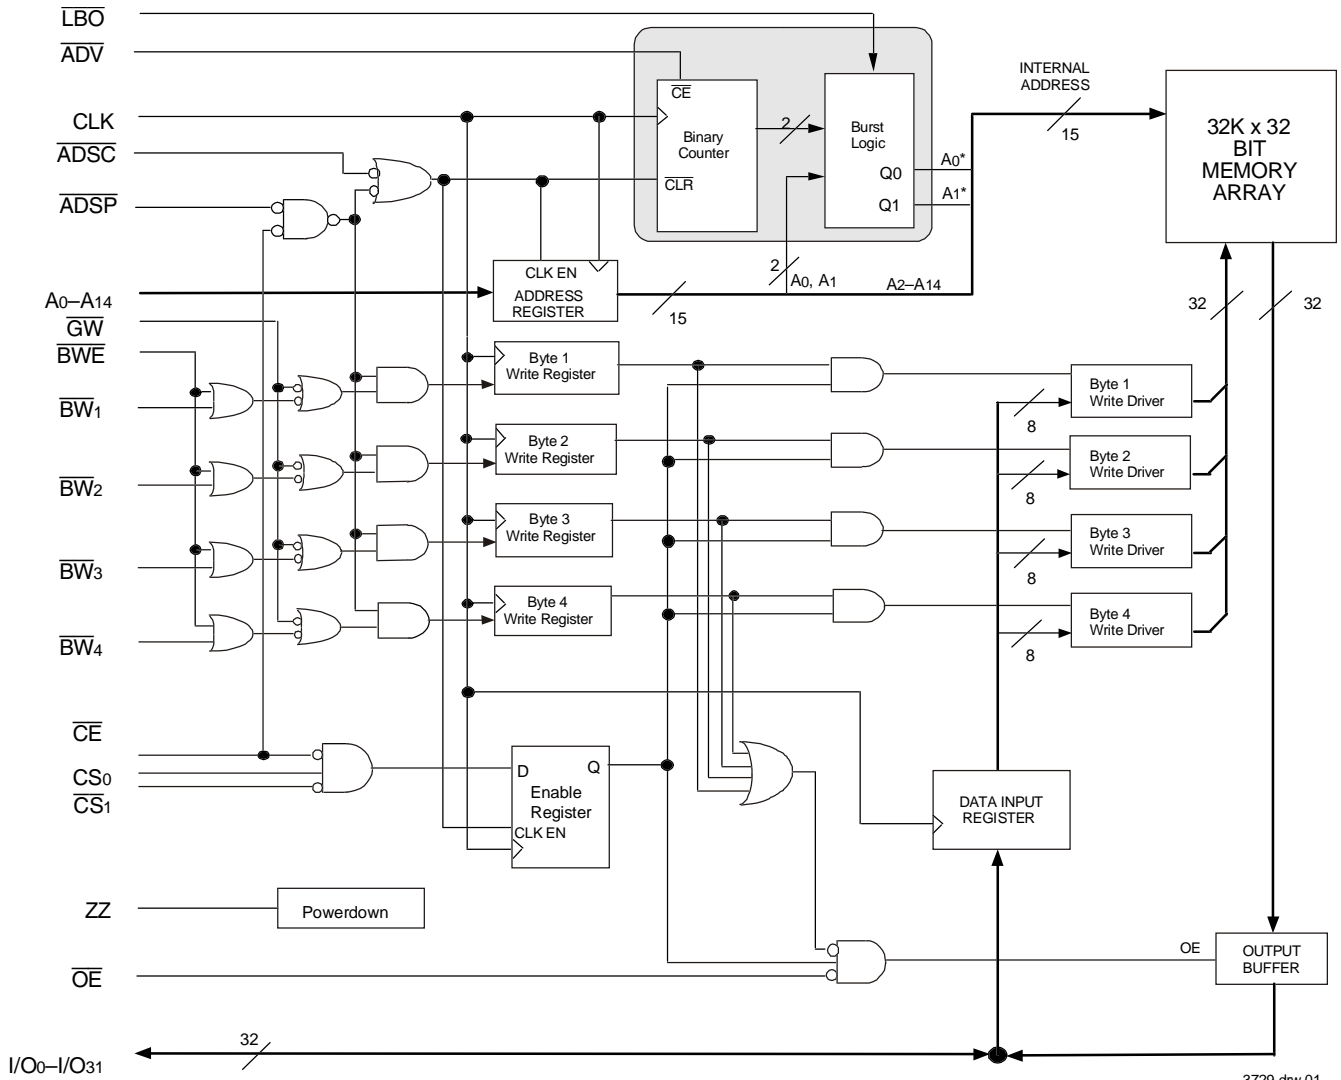 LBO
ADV
CLK
ADSC
ADSP
A0–A14
GW
BWE
BW1
BW2
BW3
BW4
CE
CS0
CS1
ZZ
OE
I/O0–I/O31
32
CE
Binary
Counter
CLR
2
Burst
Logic
Q0
Q1
A0*
A1*
INTERNAL
ADDRESS
15
32K x 32
BIT
MEMORY
ARRAY
CLK EN
ADDRESS
REGISTER
15
2
A0, A1
A2–A14
32
32
Byte 1
Write Register
Byte 2
Write Register
Byte 3
Write Register
Byte 4
Write Register
8
Byte 1
Write Driver
8
Byte 2
Write Driver
8
Byte 3
Write Driver
8
Byte 4
Write Driver
D
Q
Enable
Register
CLK EN
DATA INPUT
REGISTER
Powerdown
OE
OUTPUT
BUFFER
3729 drw 01